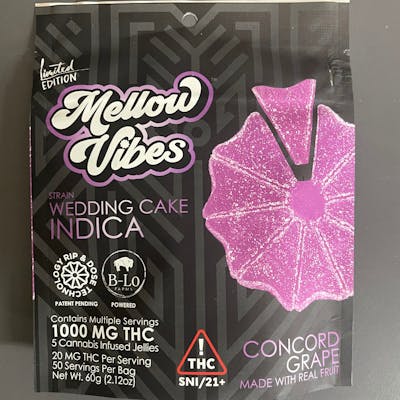 Limited
EDITION
Mellow
Vibes
STRAIN
WEDDING CAKE
INDICA
TECHNOLOGY RIP & DOSE
PATENT PENDING
B-LO
FARMS
POWERED
Contains Multiple Servings
1000 MG THC
5 Cannabis Infused Jellies
20 MG THC Per Serving
50 Servings Per Bag
Net Wt. 60g (2.12oz)
!
THC
SNI/21+
CONCORD
GRAPE
MADE WITH REAL FRUIT